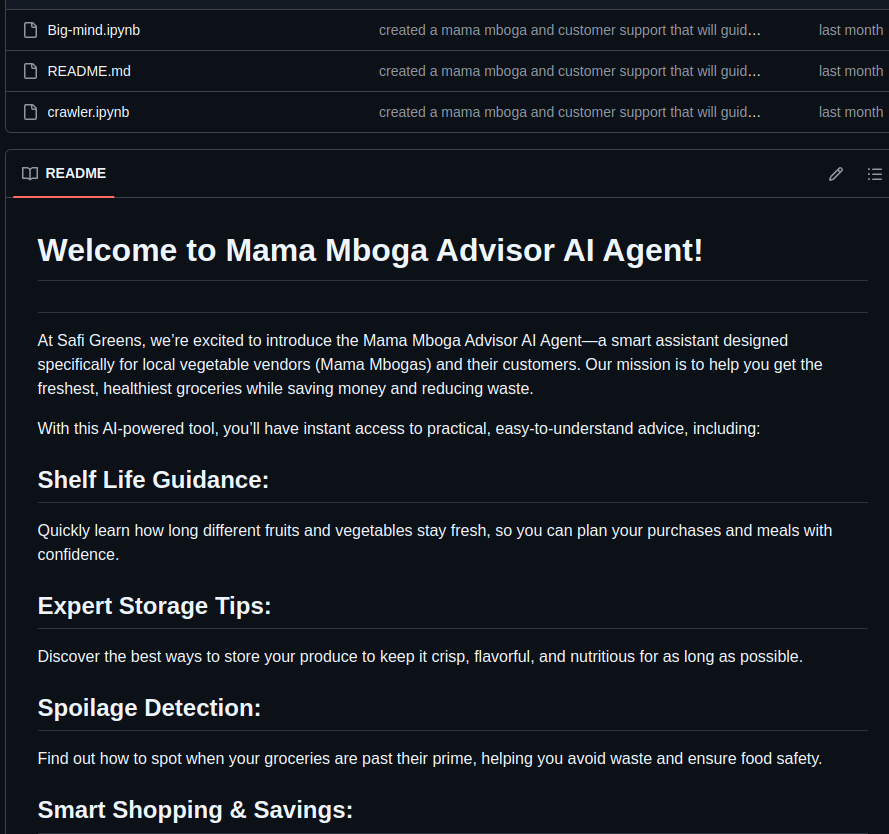 Big-mind.ipynb created a mama mboga and customer support that will guid... last month
README.md created a mama mboga and customer support that will guid... last month
crawler.ipynb created a mama mboga and customer support that will guid... last month
README
Welcome to Mama Mboga Advisor AI Agent!
At Safi Greens, we’re excited to introduce the Mama Mboga Advisor AI Agent—a smart assistant designed
specifically for local vegetable vendors (Mama Mbogas) and their customers. Our mission is to help you get the
freshest, healthiest groceries while saving money and reducing waste.
With this AI-powered tool, you’ll have instant access to practical, easy-to-understand advice, including:
Shelf Life Guidance:
Quickly learn how long different fruits and vegetables stay fresh, so you can plan your purchases and meals with
confidence.
Expert Storage Tips:
Discover the best ways to store your produce to keep it crisp, flavorful, and nutritious for as long as possible.
Spoilage Detection:
Find out how to spot when your groceries are past their prime, helping you avoid waste and ensure food safety.
Smart Shopping & Savings: